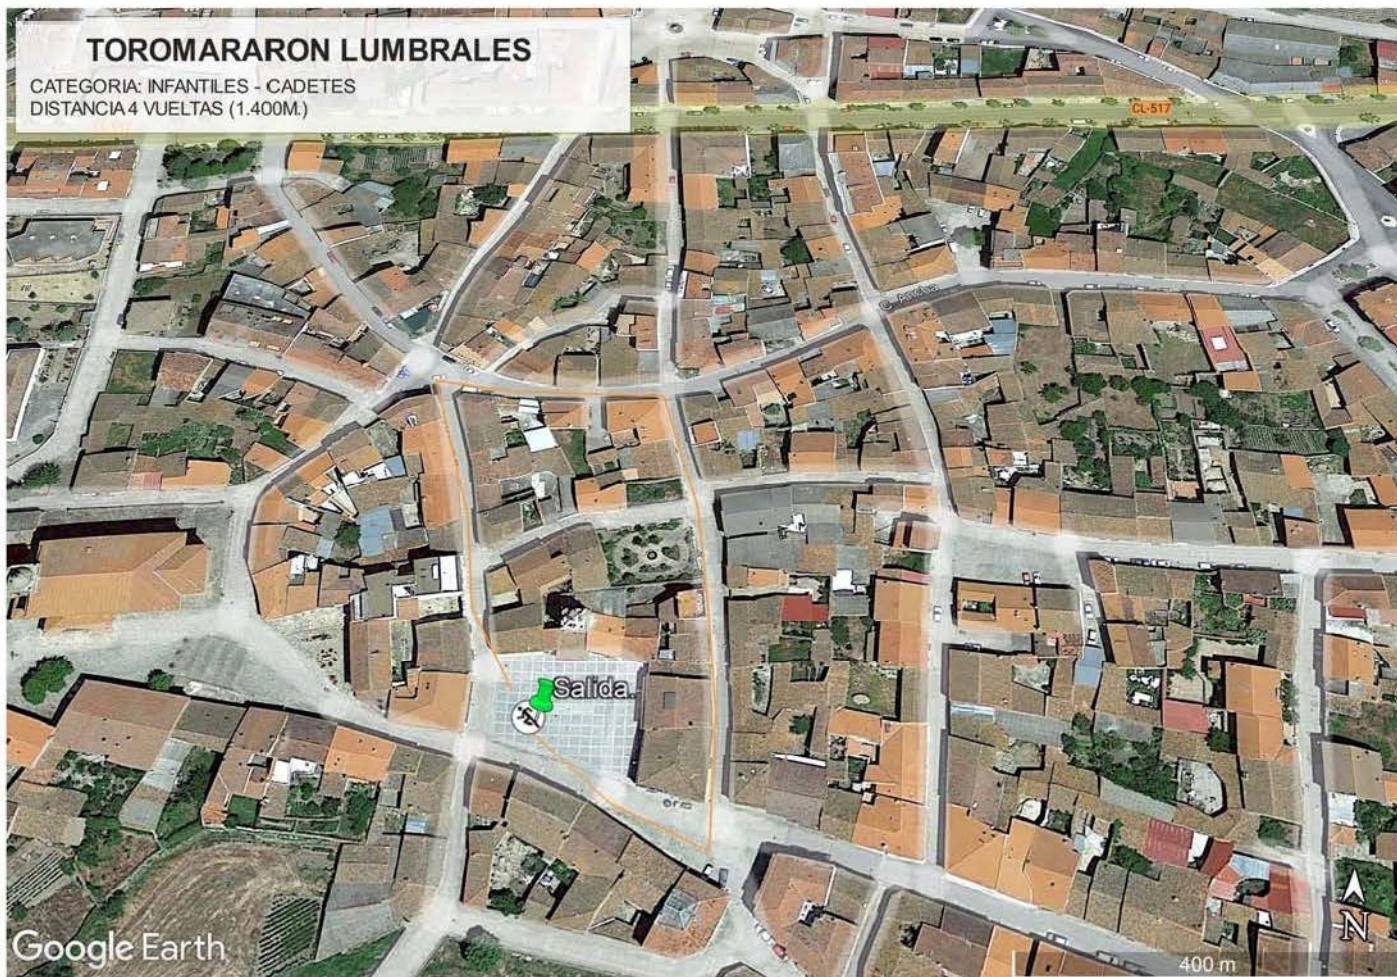 TOROMARARON LUMBRALES
CATEGORIA: INFANTILES - CADETES
DISTANCIA 4 VUELTAS (1.400M.)
CL-517
Salida.
Google Earth
N
400 m